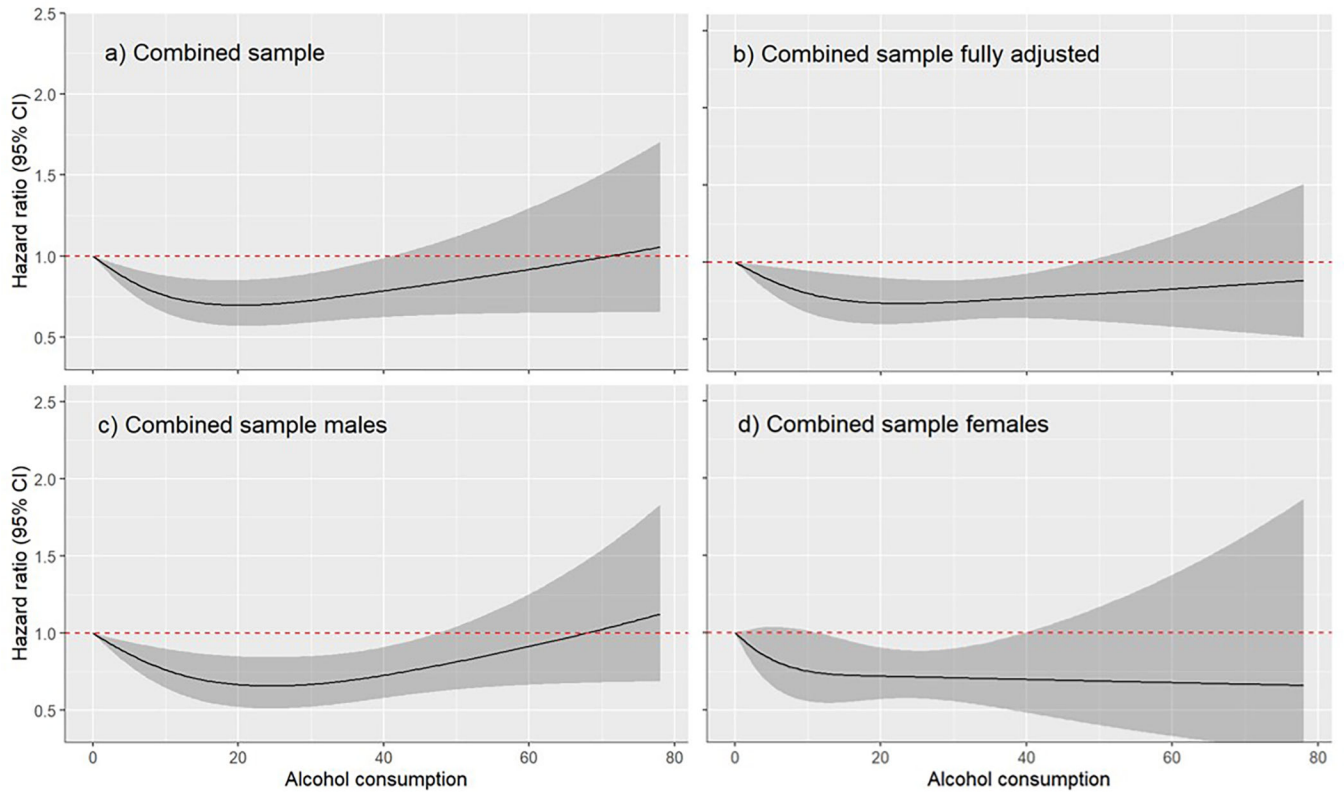 a) Combined sample
b) Combined sample fully adjusted
Hazard ratio (95% CI)
2.5
2.0
1.5
1.0
0.5
c) Combined sample males
d) Combined sample females
Hazard ratio (95% CI)
2.5
2.0
1.5
1.0
0.5
0 20 40 60 80
0 20 40 60 80
Alcohol consumption
Alcohol consumption